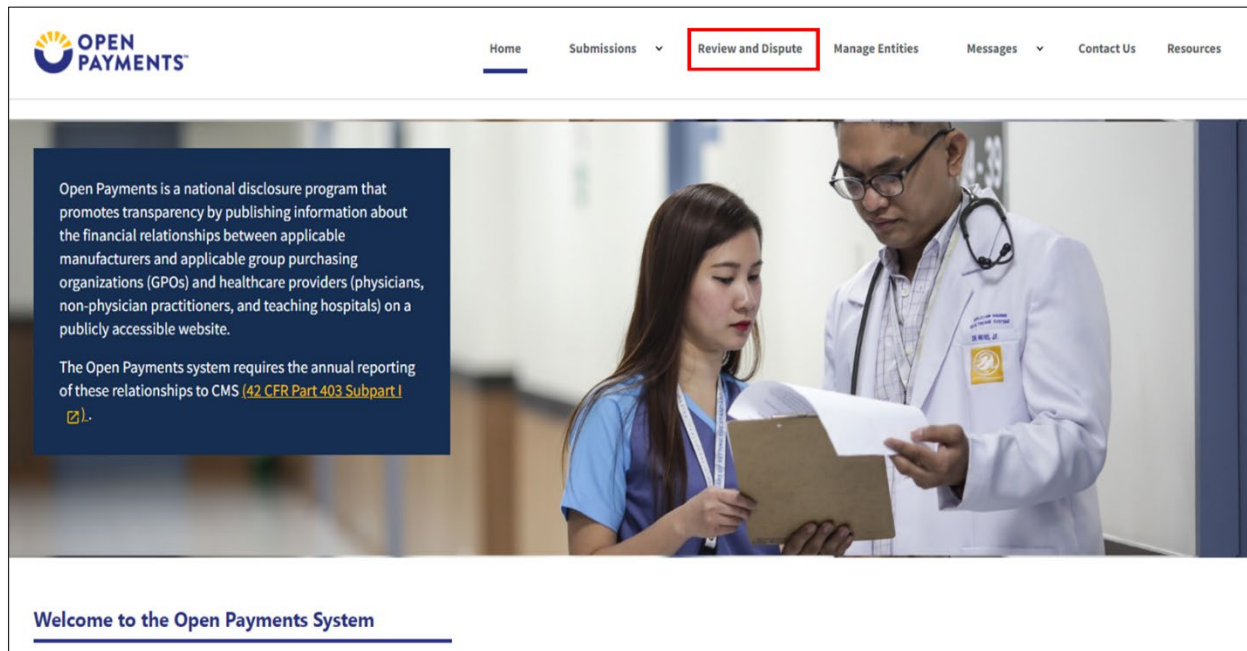 OPEN
PAYMENTS™
Home Submissions Review and Dispute Manage Entities Messages Contact Us Resources
Open Payments is a national disclosure program that
promotes transparency by publishing information about
the financial relationships between applicable
manufacturers and applicable group purchasing
organizations (GPOs) and healthcare providers (physicians,
non-physician practitioners, and teaching hospitals) on a
publicly accessible website.
The Open Payments system requires the annual reporting
of these relationships to CMS (42 CFR Part 403 Subpart I
).
Welcome to the Open Payments System